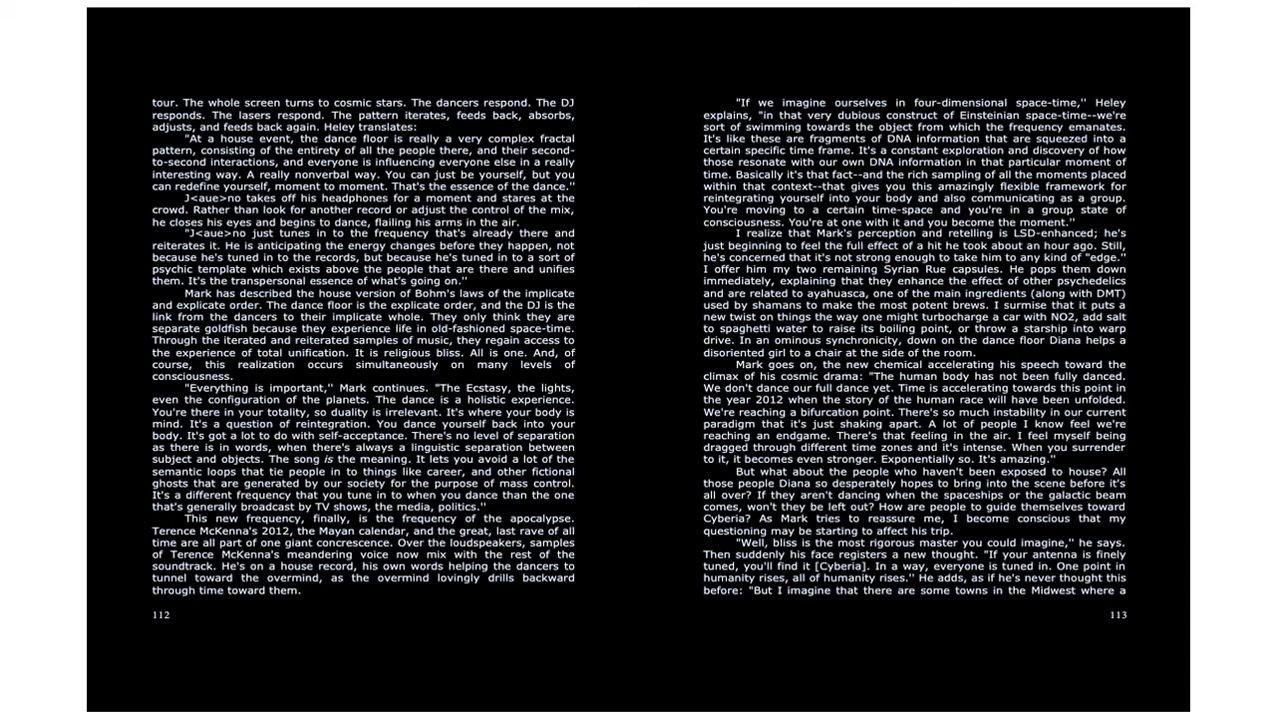 tour. The whole screen turns to cosmic stars. The dancers respond. The DJ
responds. The lasers respond. The pattern iterates, feeds back, absorbs,
adjusts, and feeds back again. Heley translates:
"At a house event, the dance floor is really a very complex fractal
pattern, consisting of the entirety of all the people there, and their second-
to-second interactions, and everyone is influencing everyone else in a really
interesting way. A really nonverbal way. You can just be yourself, but you
can redefine yourself, moment to moment. That's the essence of the dance.''
J<aue>no takes off his headphones for a moment and stares at the
crowd. Rather than look for another record or adjust the control of the mix,
he closes his eyes and begins to dance, flailing his arms in the air.
"J<aue>no just tunes in to the frequency that's already there and
reiterates it. He is anticipating the energy changes before they happen, not
because he's tuned in to the records, but because he's tuned in to a sort of
psychic template which exists above the people that are there and unifies
them. It's the transpersonal essence of what's going on.''
Mark has described the house version of Bohm's laws of the implicate
and explicate order. The dance floor is the explicate order, and the DJ is the
link from the dancers to their implicate whole. They only think they are
separate goldfish because they experience life in old-fashioned space-time.
Through the iterated and reiterated samples of music, they regain access to
the experience of total unification. It is religious bliss. All is one. And, of
course, this realization occurs simultaneously on many levels of
consciousness.
"Everything is important,'' Mark continues. "The Ecstasy, the lights,
even the configuration of the planets. The dance is a holistic experience.
You're there in your totality, so duality is irrelevant. It's where your body is
mind. It's a question of reintegration. You dance yourself back into your
body. It's got a lot to do with self-acceptance. There's no level of separation
as there is in words, when there's always a linguistic separation between
subject and objects. The song is the meaning. It lets you avoid a lot of the
semantic loops that tie people in to things like career, and other fictional
ghosts that are generated by our society for the purpose of mass control.
It's a different frequency that you tune in to when you dance than the one
that's generally broadcast by TV shows, the media, politics.''
This new frequency, finally, is the frequency of the apocalypse.
Terence McKenna's 2012, the Mayan calendar, and the great, last rave of all
time are all part of one giant concrescence. Over the loudspeakers, samples
of Terence McKenna's meandering voice now mix with the rest of the
soundtrack. He's on a house record, his own words helping the dancers to
tunnel toward the overmind, as the overmind lovingly drills backward
through time toward them.
112
"If we imagine ourselves in four-dimensional space-time,'' Heley
explains, "in that very dubious construct of Einsteinian space-time--we're
sort of swimming towards the object from which the frequency emanates.
It's like these are fragments of DNA information that are squeezed into a
certain specific time frame. It's a constant exploration and discovery of how
those resonate with our own DNA information in that particular moment of
time. Basically it's that fact--and the rich sampling of all the moments placed
within that context--that gives you this amazingly flexible framework for
reintegrating yourself into your body and also communicating as a group.
You're moving to a certain time-space and you're in a group state of
consciousness. You're at one with it and you become the moment.''
I realize that Mark's perception and retelling is LSD-enhanced; he's
just beginning to feel the full effect of a hit he took about an hour ago. Still,
he's concerned that it's not strong enough to take him to any kind of "edge.''
I offer him my two remaining Syrian Rue capsules. He pops them down
immediately, explaining that they enhance the effect of other psychedelics
and are related to ayahuasca, one of the main ingredients (along with DMT)
used by shamans to make the most potent brews. I surmise that it puts a
new twist on things the way one might turbocharge a car with NO2, add salt
to spaghetti water to raise its boiling point, or throw a starship into warp
drive. In an ominous synchronicity, down on the dance floor Diana helps a
disoriented girl to a chair at the side of the room.
Mark goes on, the new chemical accelerating his speech toward the
climax of his cosmic drama: "The human body has not been fully danced.
We don't dance our full dance yet. Time is accelerating towards this point in
the year 2012 when the story of the human race will have been unfolded.
We're reaching a bifurcation point. There's so much instability in our current
paradigm that it's just shaking apart. A lot of people I know feel we're
reaching an endgame. There's that feeling in the air. I feel myself being
dragged through different time zones and it's intense. When you surrender
to it, it becomes even stronger. Exponentially so. It's amazing.''
But what about the people who haven't been exposed to house? All
those people Diana so desperately hopes to bring into the scene before it's
all over? If they aren't dancing when the spaceships or the galactic beam
comes, won't they be left out? How are people to guide themselves toward
Cyberia? As Mark tries to reassure me, I become conscious that my
questioning may be starting to affect his trip.
"Well, bliss is the most rigorous master you could imagine,'' he says.
Then suddenly his face registers a new thought. "If your antenna is finely
tuned, you'll find it [Cyberia]. In a way, everyone is tuned in. One point in
humanity rises, all of humanity rises.'' He adds, as if he's never thought this
before: "But I imagine that there are some towns in the Midwest where a
113